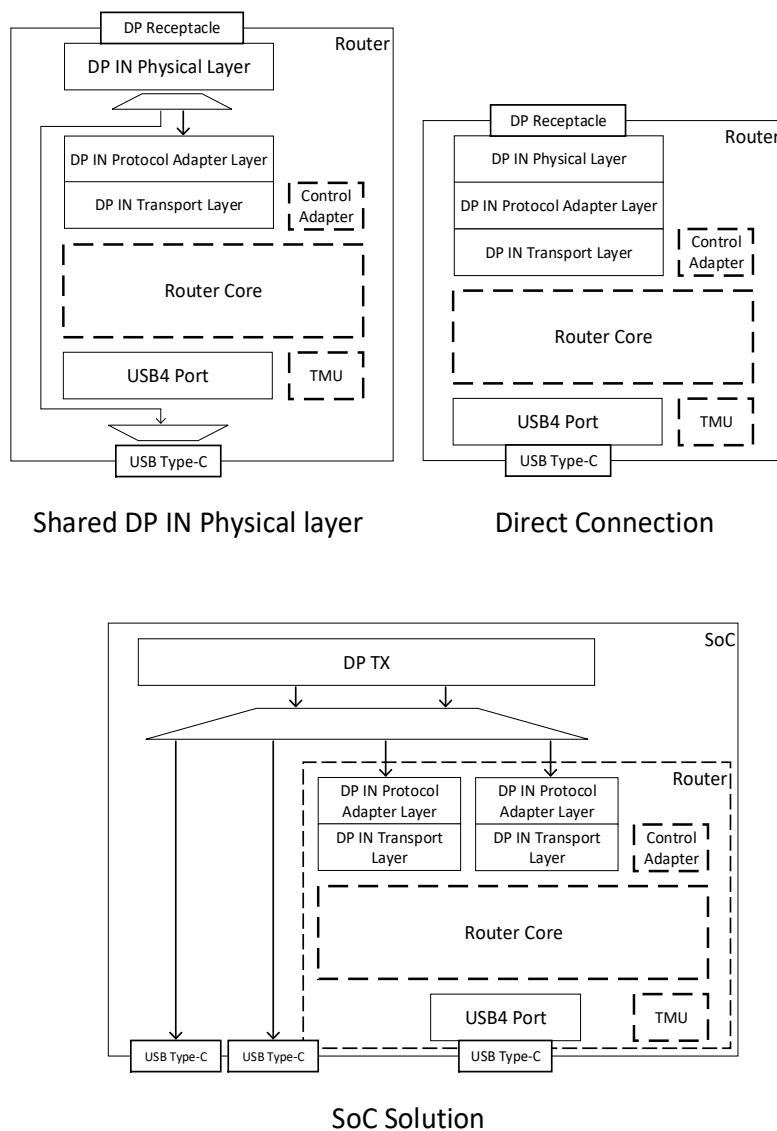 DP Receptacle
Router
DP IN Physical Layer
DP IN Protocol Adapter Layer
DP IN Transport Layer
Control
Adapter
Router Core
USB4 Port
TMU
USB Type-C
Shared DP IN Physical layer
DP Receptacle
Router
DP IN Physical Layer
DP IN Protocol Adapter Layer
DP IN Transport Layer
Control
Adapter
Router Core
USB4 Port
TMU
USB Type-C
Direct Connection
SoC
DP TX
Router
DP IN Protocol
Adapter Layer
DP IN Transport
Layer
DP IN Protocol
Adapter Layer
DP IN Transport
Layer
Control
Adapter
Router Core
USB4 Port
TMU
USB Type-C
USB Type-C
USB Type-C
SoC Solution